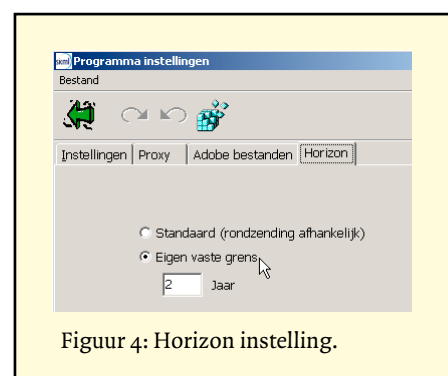 skml Programma instellingen
Bestand
Instellingen Proxy Adobe bestanden Horizon
Standaard (rondzending afhankelijk)
Eigen vaste grens
2 Jaar
Figuur 4: Horizon instelling.